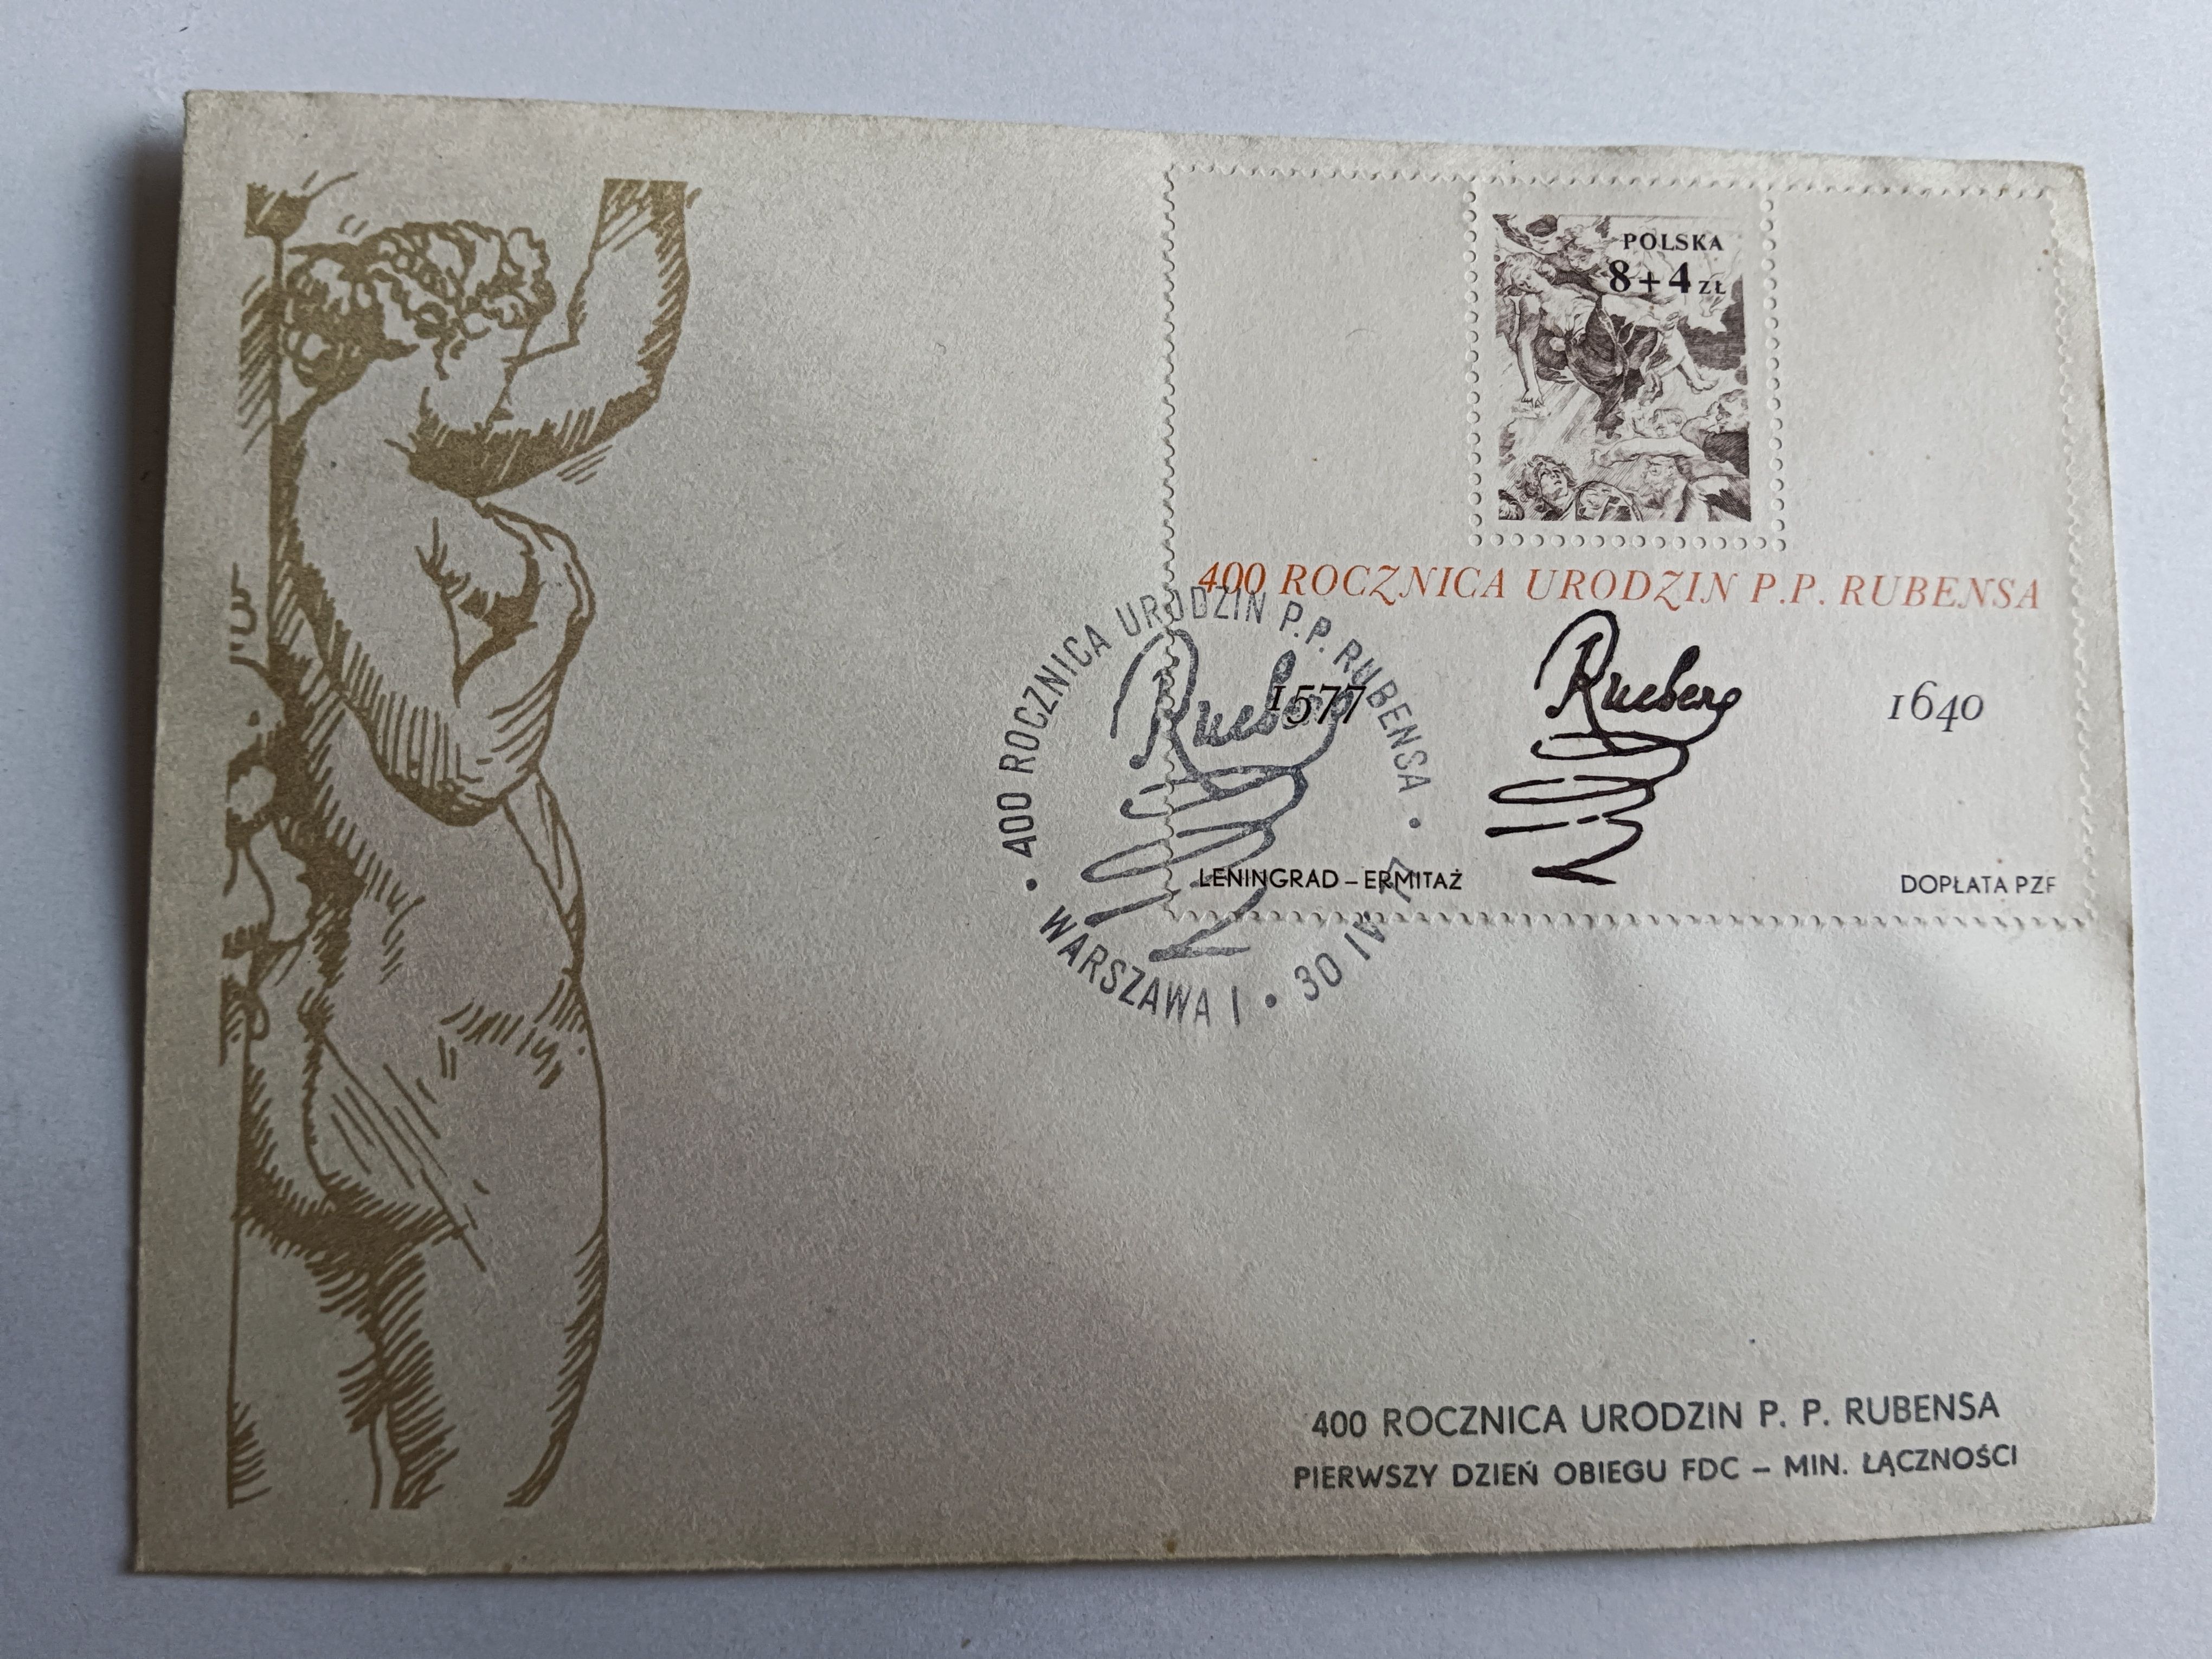 POLSKA
8+4 ZŁ
400 ROCZNICA URODZIN P.P. RUBENSA
1577
1640
LENINGRAD – ERMITAŻ
DOPŁATA PZF
• 400 ROCZNICA URODZIN P.P. RUBENSA •
WARSZAWA 1 • 30 IV 77
400 ROCZNICA URODZIN P. P. RUBENSA
PIERWSZY DZIEŃ OBIEGU FDC – MIN. ŁĄCZNOŚCI